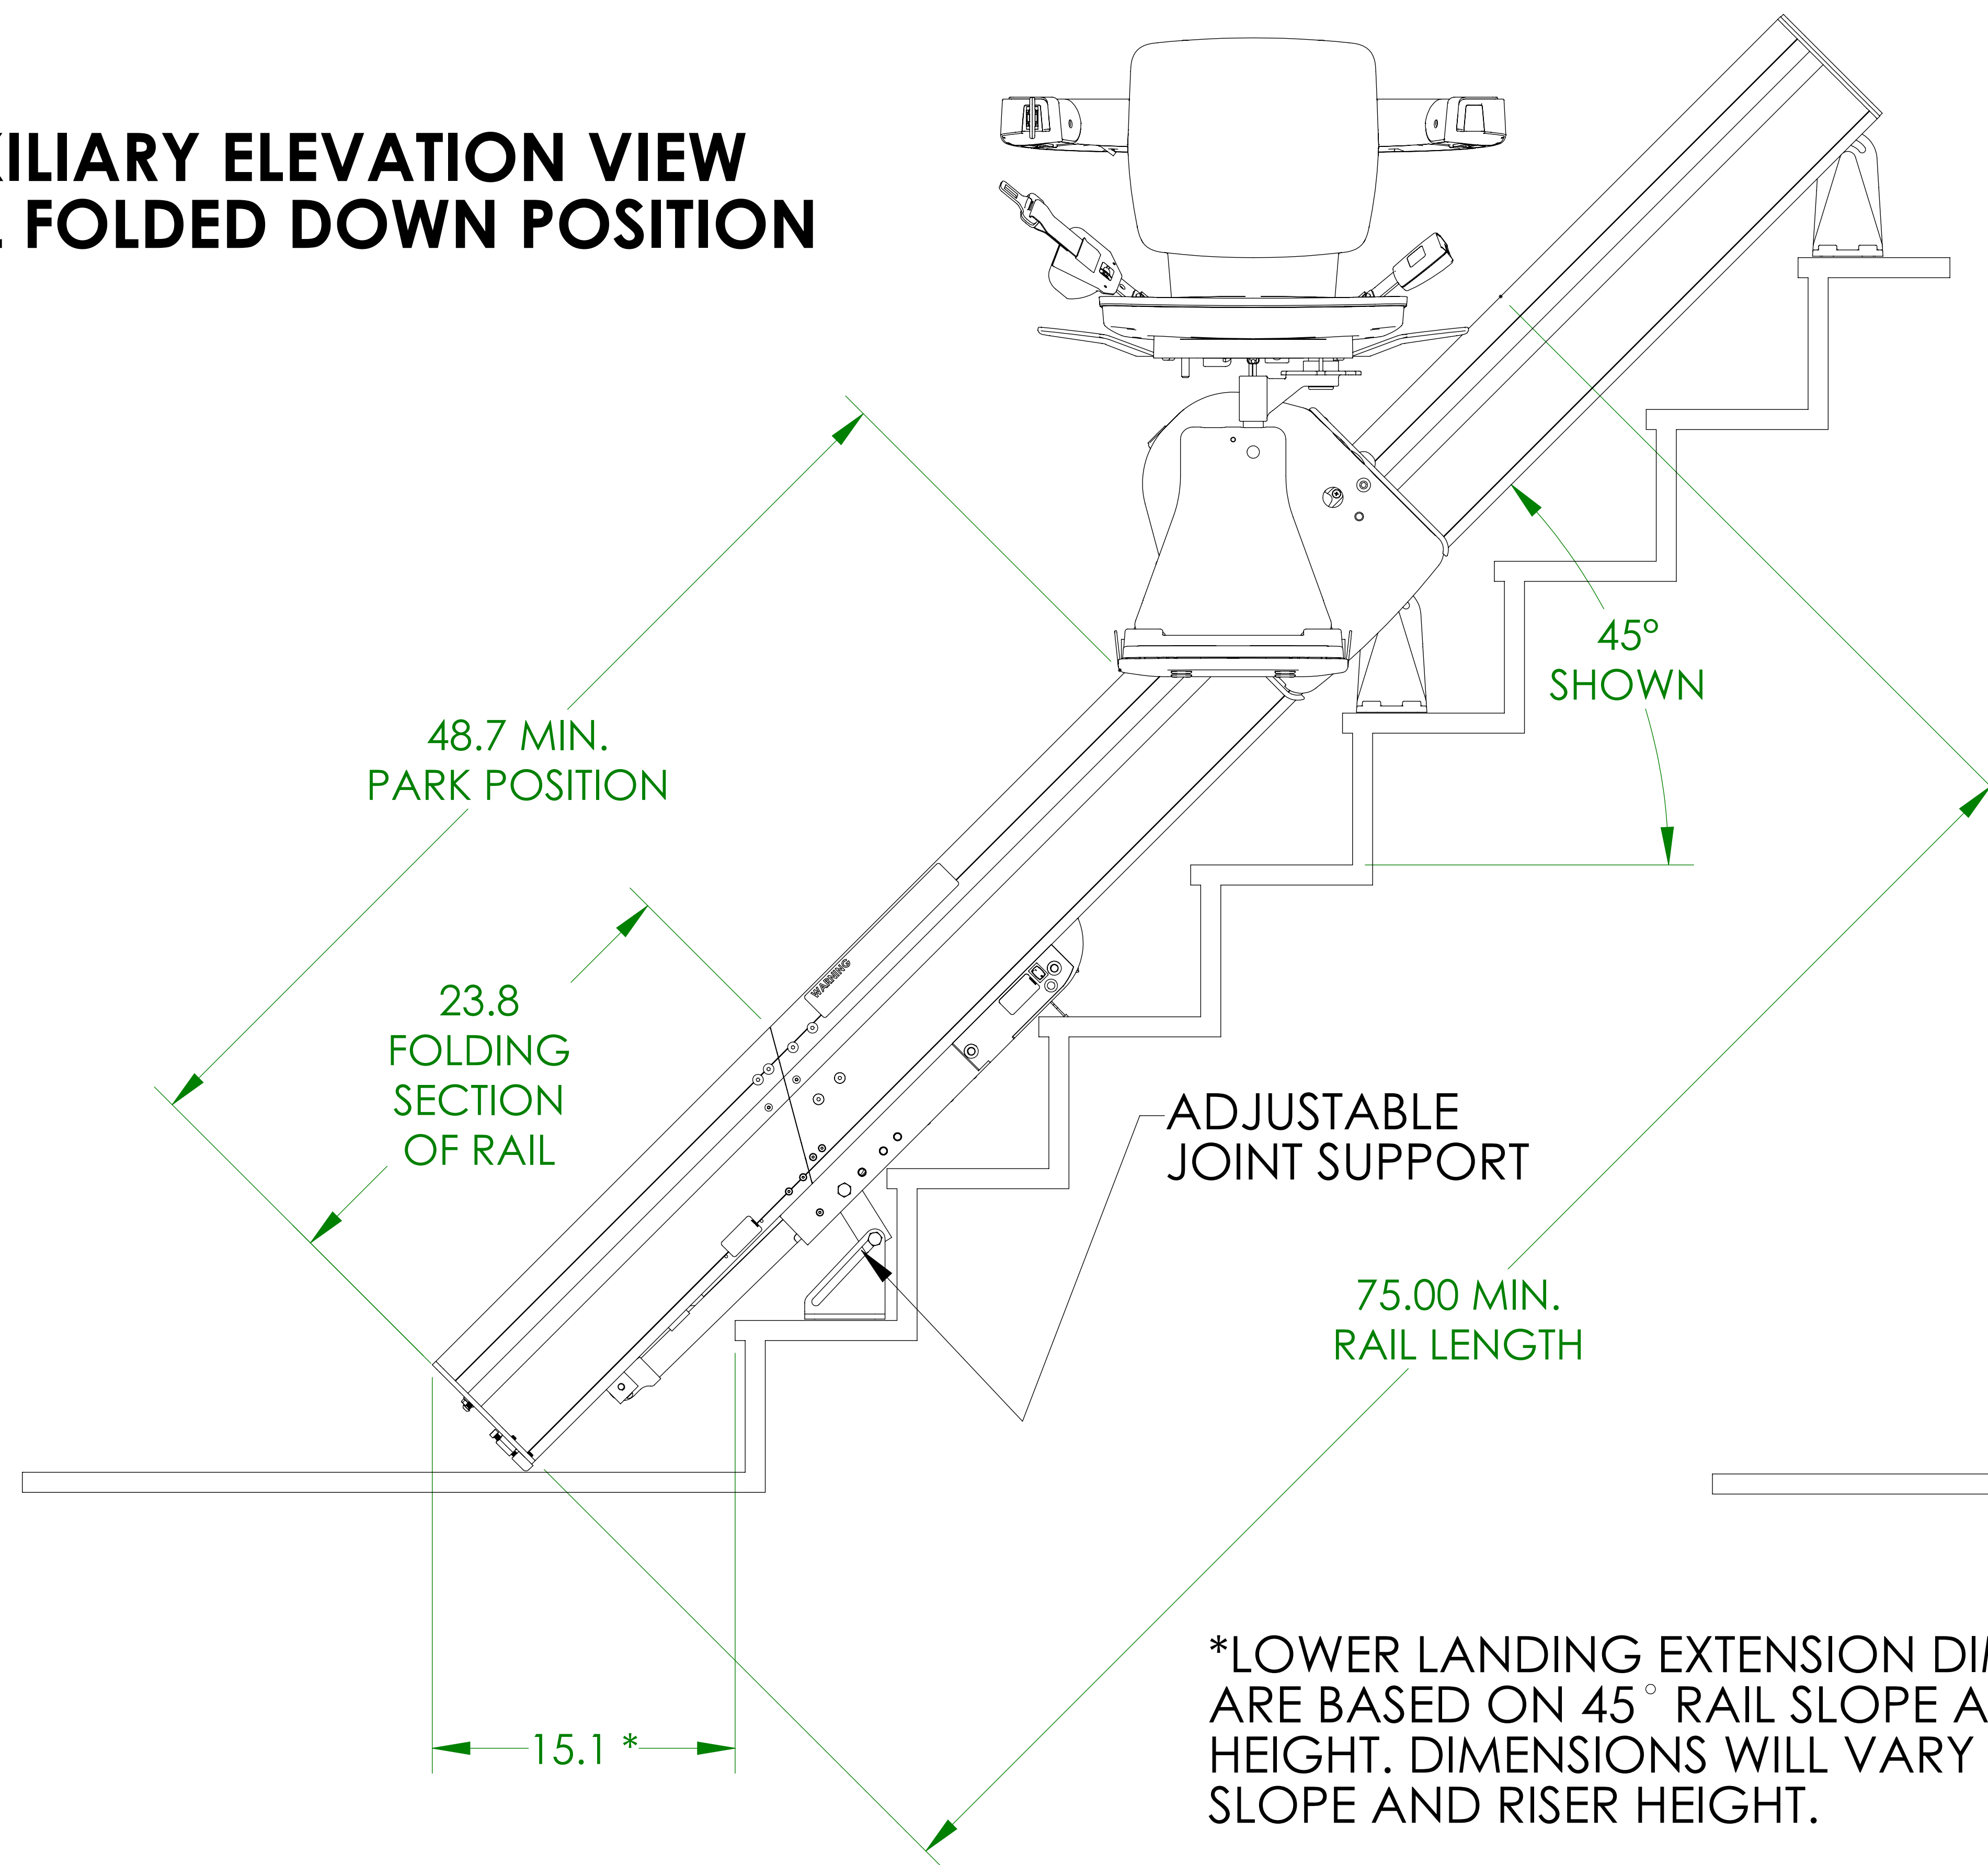 ILIARY ELEVATION VIEW
FOLDED DOWN POSITION
45°
SHOWN
48.7 MIN.
PARK POSITION
WARNING
23.8
FOLDING
SECTION
OF RAIL
ADJUSTABLE
JOINT SUPPORT
75.00 MIN.
RAIL LENGTH
*LOWER LANDING EXTENSION DI
ARE BASED ON 45° RAIL SLOPE A
HEIGHT. DIMENSIONS WILL VARY
SLOPE AND RISER HEIGHT.
15.1 *